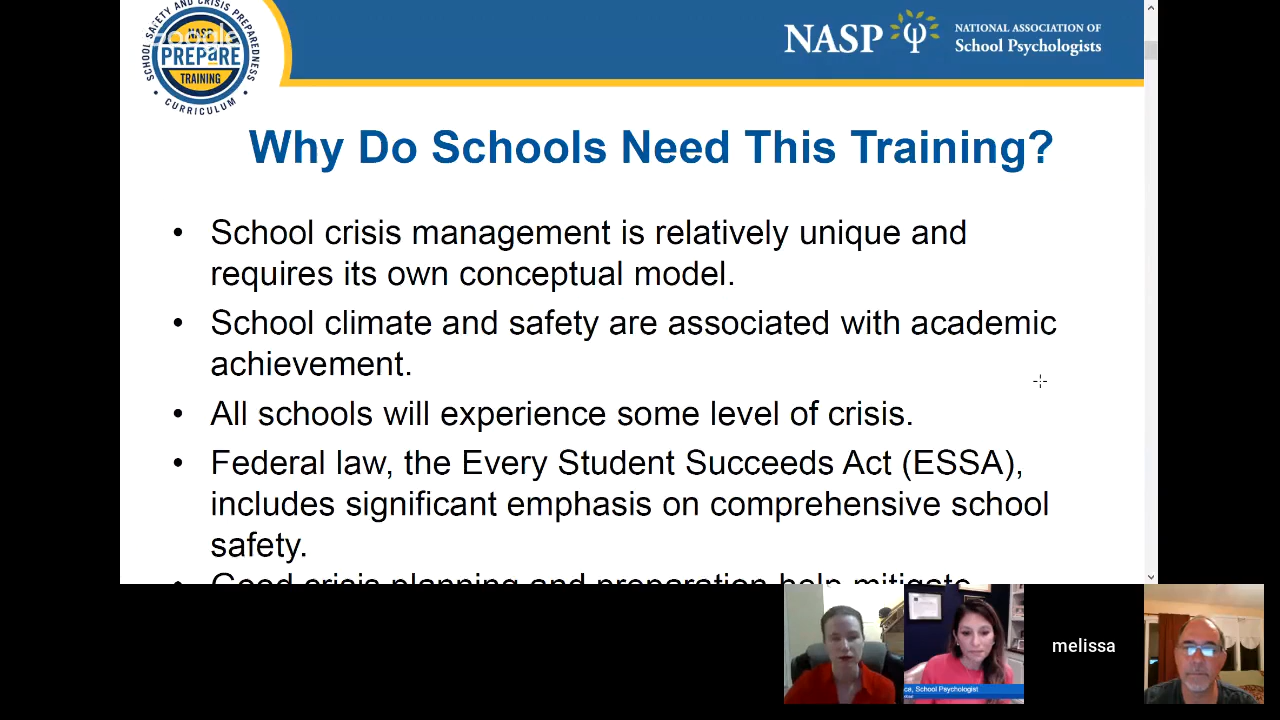 SCHOOL SAFETY AND CRISIS PREPAREDNESS
NASP
PREPaRE
TRAINING
• CURRICULUM •
NASP
NATIONAL ASSOCIATION OF
School Psychologists
Why Do Schools Need This Training?
• School crisis management is relatively unique and
requires its own conceptual model.
• School climate and safety are associated with academic
achievement.
• All schools will experience some level of crisis.
• Federal law, the Every Student Succeeds Act (ESSA),
includes significant emphasis on comprehensive school
safety.
• Good crisis planning and preparation help mitigate
melissa
School Psychologist